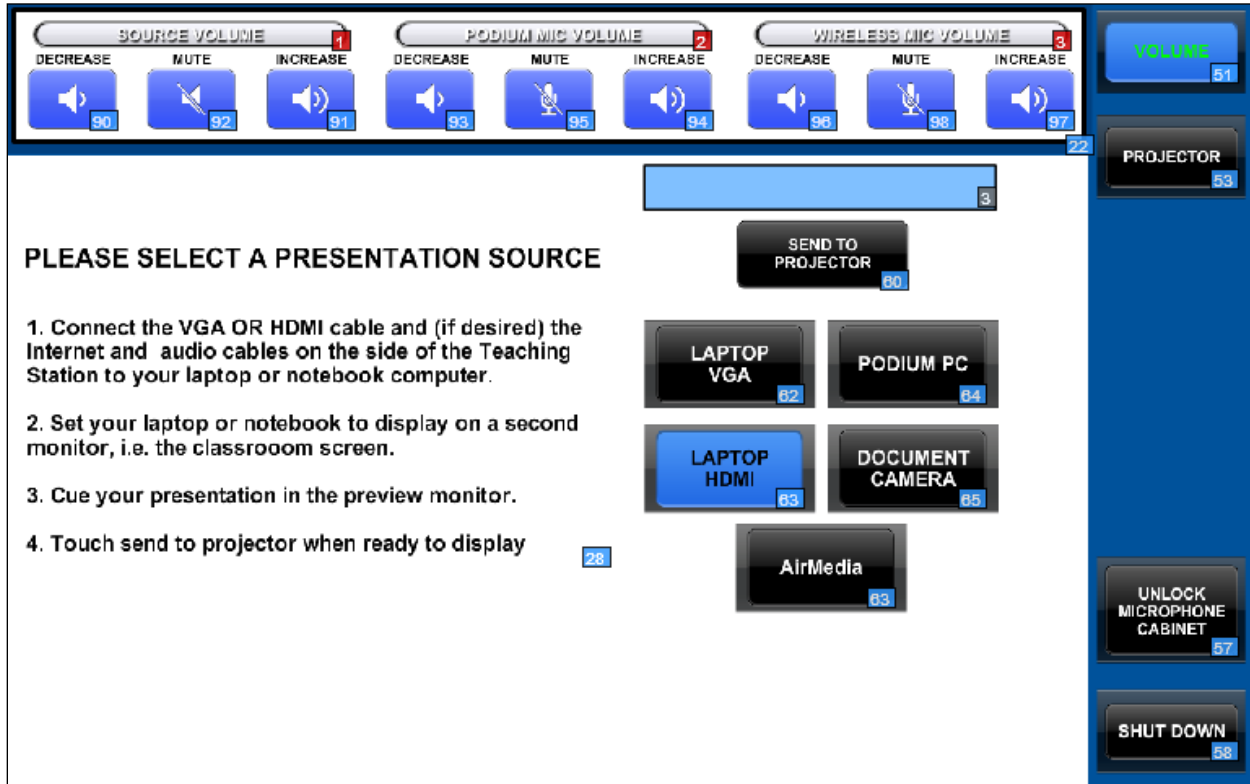 SOURCE VOLUME 1
PODIUM MIC VOLUME 2
WIRELESS MIC VOLUME 3
DECREASE MUTE INCREASE
DECREASE MUTE INCREASE
DECREASE MUTE INCREASE
90 92 91
93 95 94
96 98 97
22
VOLUME
51
PROJECTOR
53
3
SEND TO
PROJECTOR
60
PLEASE SELECT A PRESENTATION SOURCE
1. Connect the VGA OR HDMI cable and (if desired) the
Internet and audio cables on the side of the Teaching
Station to your laptop or notebook computer.
2. Set your laptop or notebook to display on a second
monitor, i.e. the classrooom screen.
3. Cue your presentation in the preview monitor.
4. Touch send to projector when ready to display
28
LAPTOP
VGA
62
PODIUM PC
64
LAPTOP
HDMI
63
DOCUMENT
CAMERA
65
AirMedia
63
UNLOCK
MICROPHONE
CABINET
57
SHUT DOWN
58